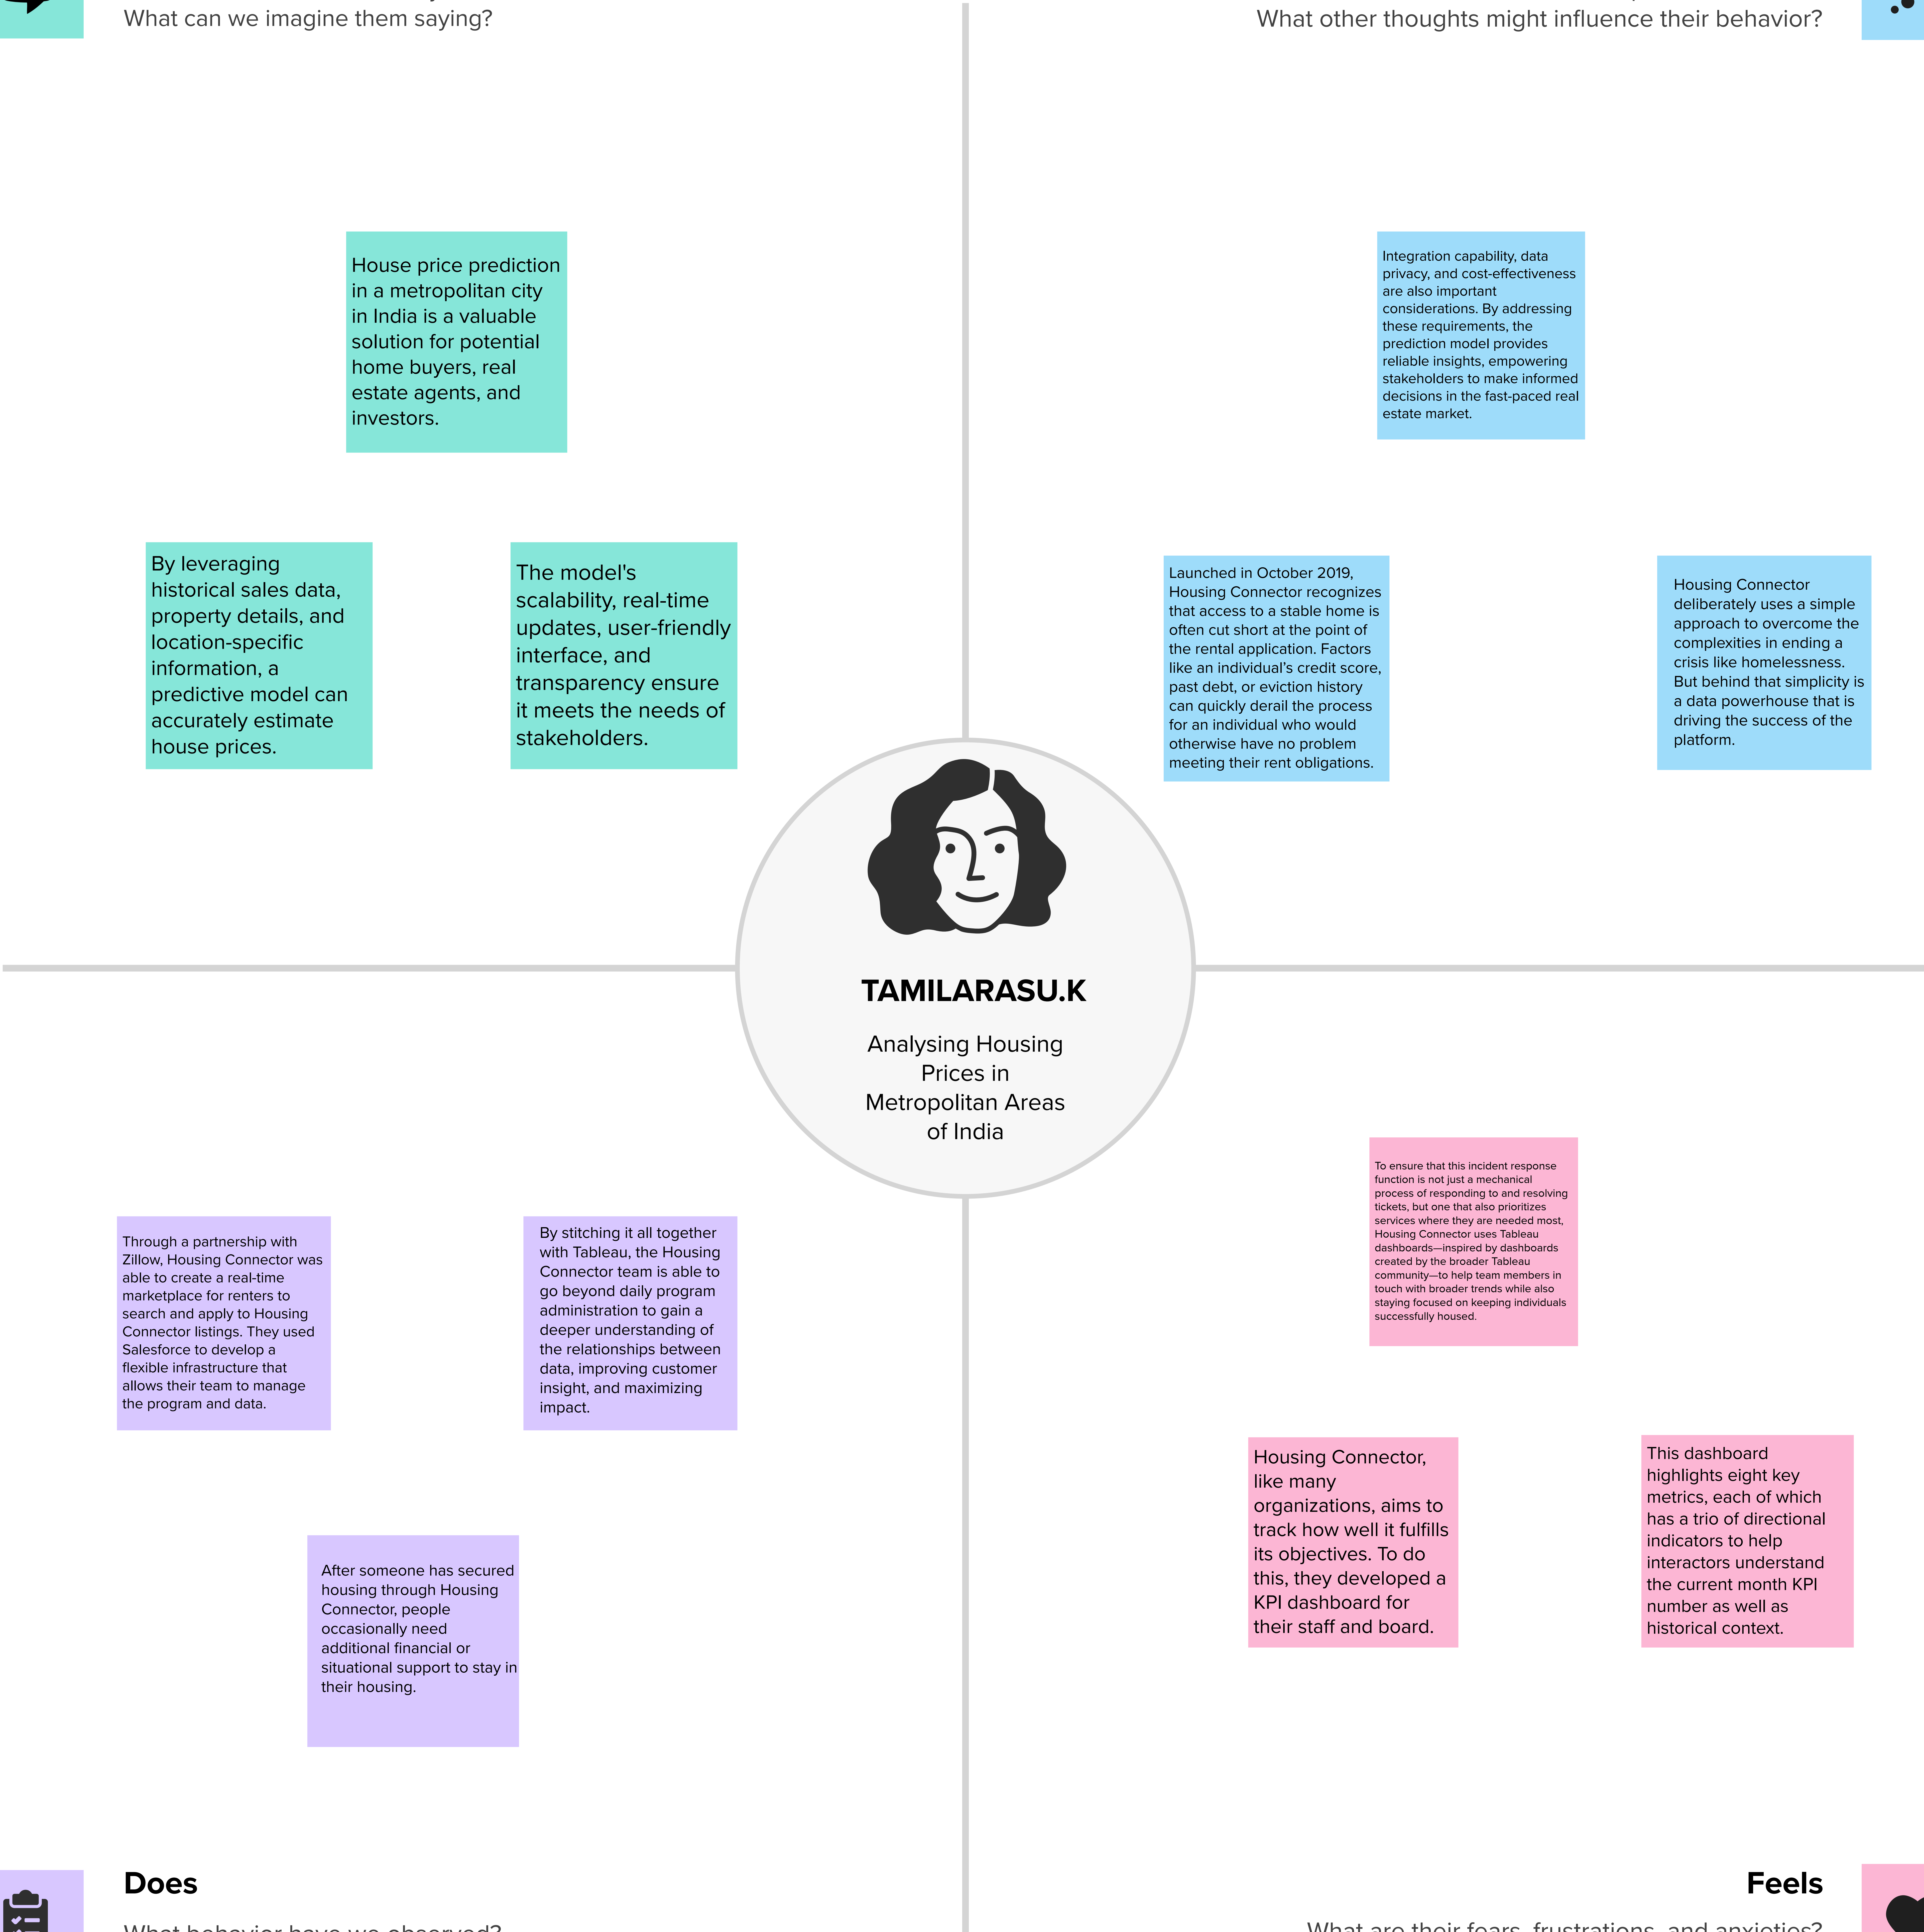 What can we imagine them saying?
What other thoughts might influence their behavior?
House price prediction
in a metropolitan city
in India is a valuable
solution for potential
home buyers, real
estate agents, and
investors.
By leveraging
historical sales data,
property details, and
location-specific
information, a
predictive model can
accurately estimate
house prices.
The model's
scalability, real-time
updates, user-friendly
interface, and
transparency ensure
it meets the needs of
stakeholders.
Integration capability, data
privacy, and cost-effectiveness
are also important
considerations. By addressing
these requirements, the
prediction model provides
reliable insights, empowering
stakeholders to make informed
decisions in the fast-paced real
estate market.
Launched in October 2019,
Housing Connector recognizes
that access to a stable home is
often cut short at the point of
the rental application. Factors
like an individual’s credit score,
past debt, or eviction history
can quickly derail the process
for an individual who would
otherwise have no problem
meeting their rent obligations.
Housing Connector
deliberately uses a simple
approach to overcome the
complexities in ending a
crisis like homelessness.
But behind that simplicity is
a data powerhouse that is
driving the success of the
platform.
TAMILARASU.K
Analysing Housing
Prices in
Metropolitan Areas
of India
Through a partnership with
Zillow, Housing Connector was
able to create a real-time
marketplace for renters to
search and apply to Housing
Connector listings. They used
Salesforce to develop a
flexible infrastructure that
allows their team to manage
the program and data.
By stitching it all together
with Tableau, the Housing
Connector team is able to
go beyond daily program
administration to gain a
deeper understanding of
the relationships between
data, improving customer
insight, and maximizing
impact.
After someone has secured
housing through Housing
Connector, people
occasionally need
additional financial or
situational support to stay in
their housing.
To ensure that this incident response
function is not just a mechanical
process of responding to and resolving
tickets, but one that also prioritizes
services where they are needed most,
Housing Connector uses Tableau
dashboards—inspired by dashboards
created by the broader Tableau
community—to help team members in
touch with broader trends while also
staying focused on keeping individuals
successfully housed.
Housing Connector,
like many
organizations, aims to
track how well it fulfills
its objectives. To do
this, they developed a
KPI dashboard for
their staff and board.
This dashboard
highlights eight key
metrics, each of which
has a trio of directional
indicators to help
interactors understand
the current month KPI
number as well as
historical context.
Does
What behavior have we observed?
Feels
What are their fears, frustrations, and anxieties?